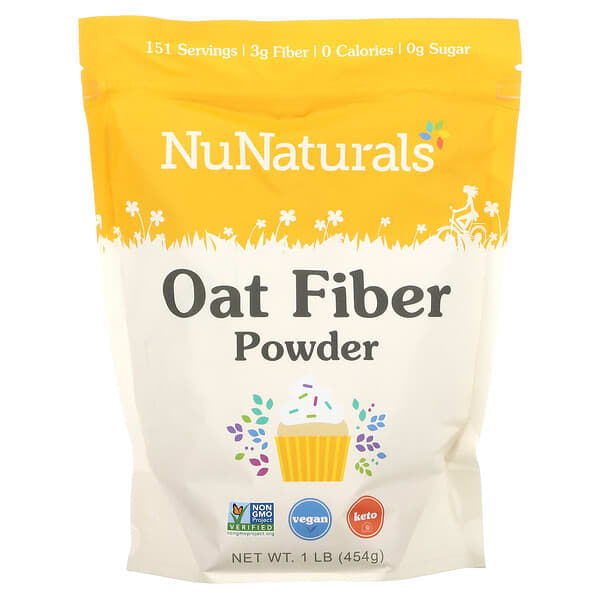 151 Servings | 3g Fiber | 0 Calories | 0g Sugar
NuNaturals
Oat Fiber
Powder
NON
GMO
Project
VERIFIED
nongmoproject.org
vegan
keto
NET WT. 1 LB (454g)